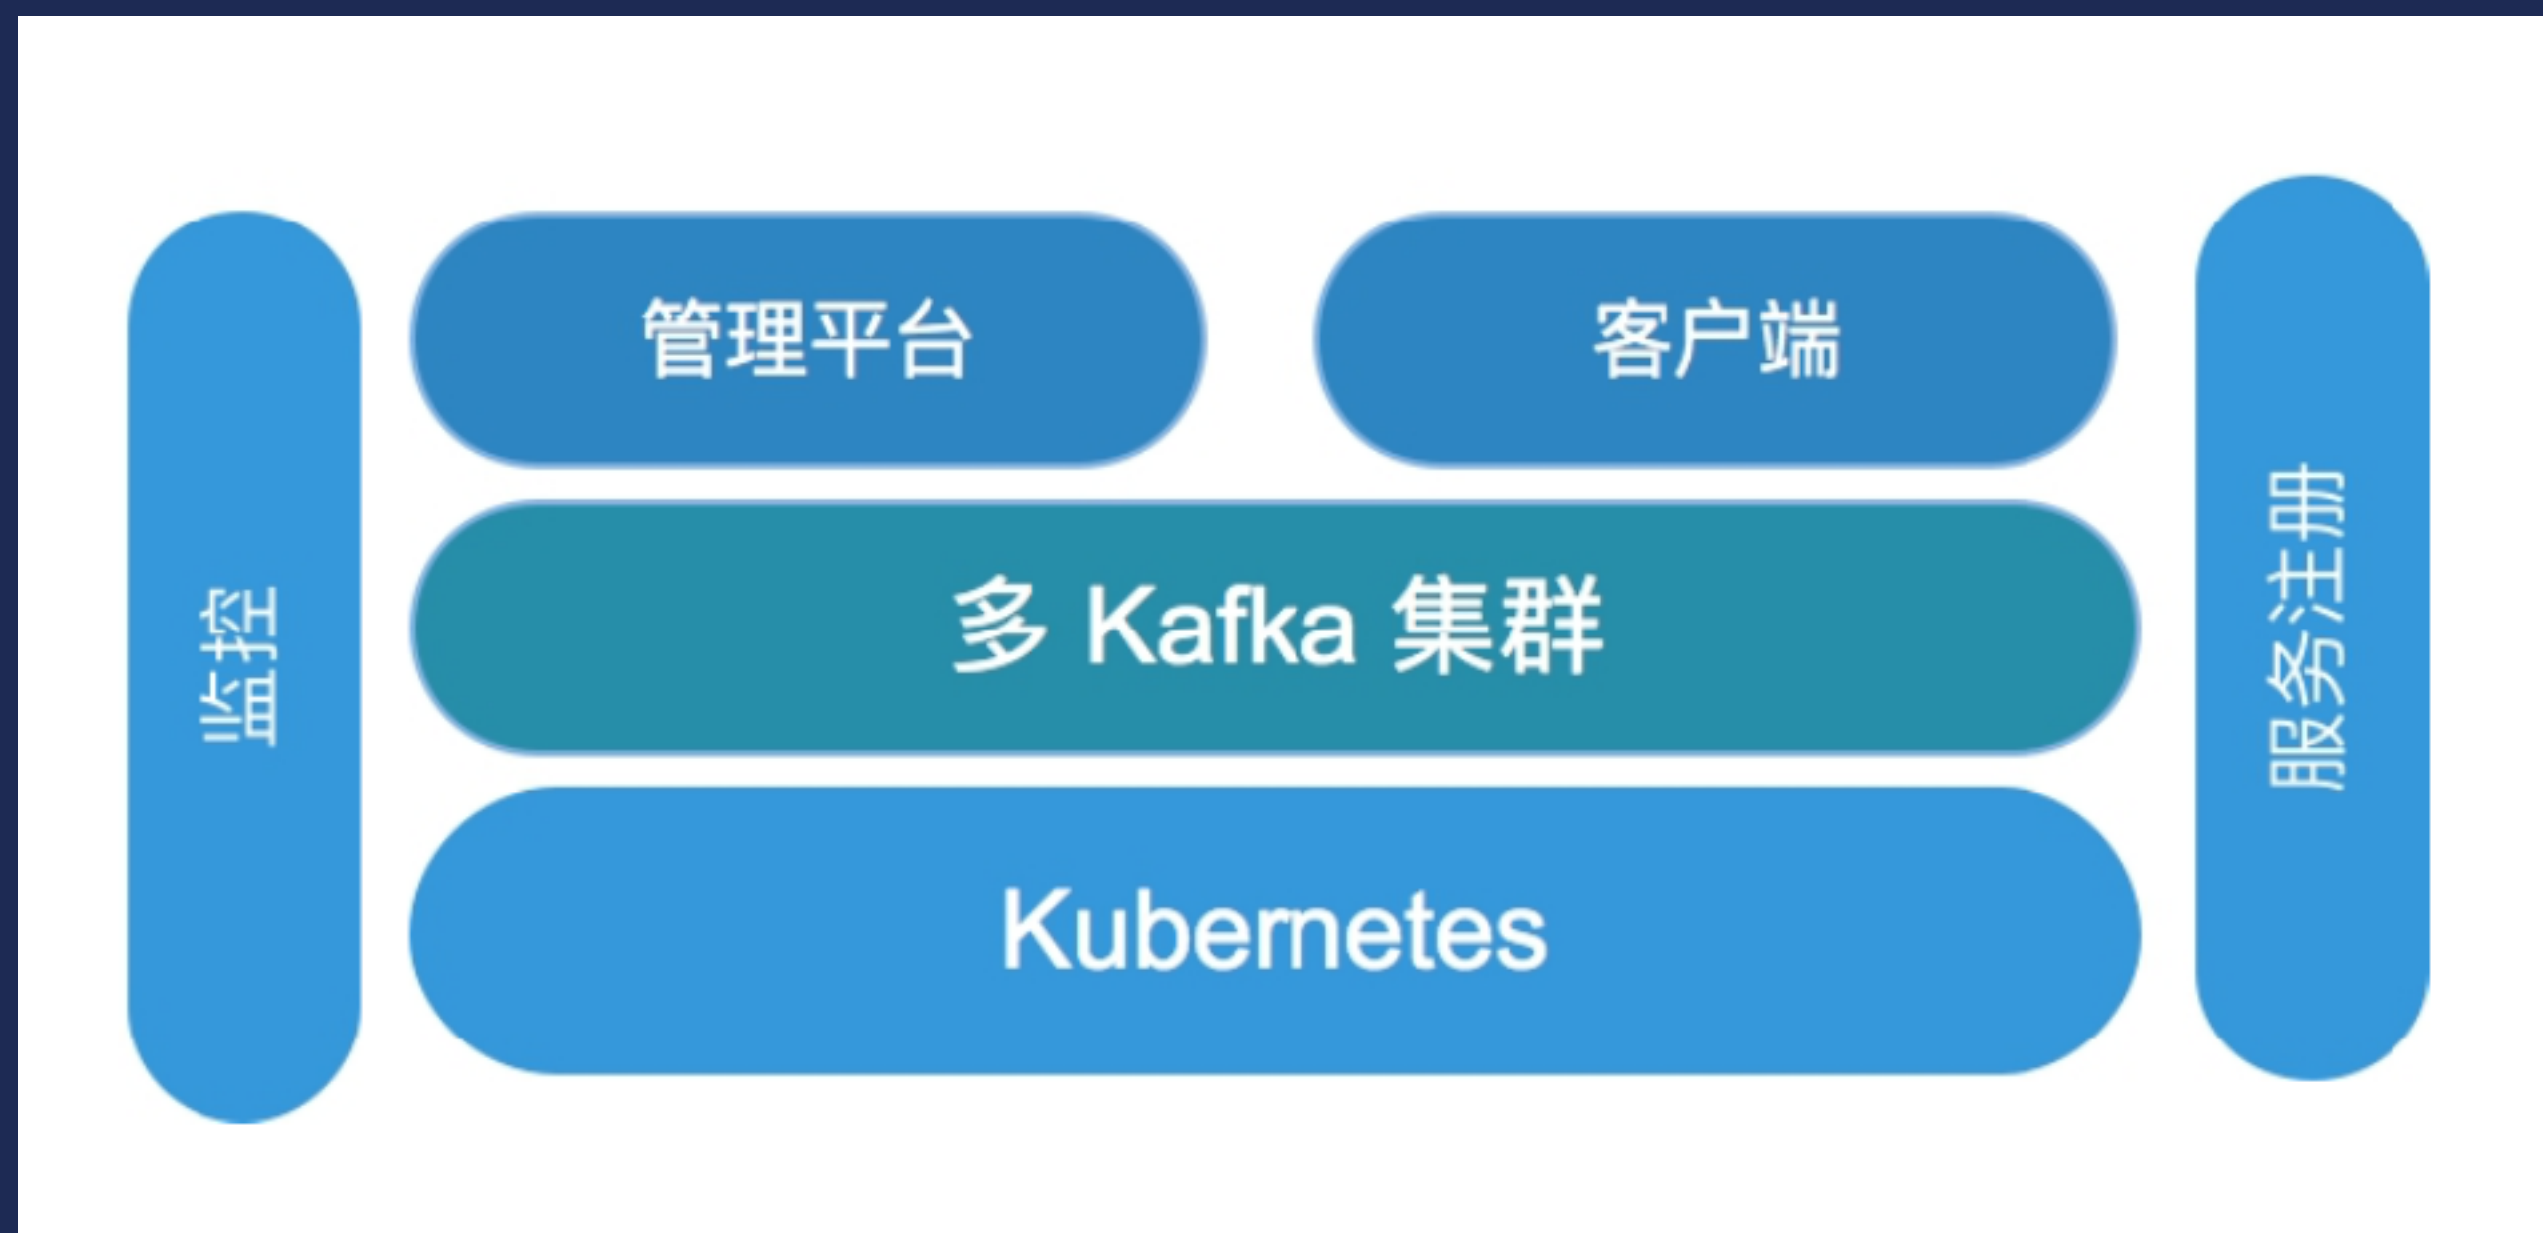 监控
管理平台
客户端
多 Kafka 集群
Kubernetes
服务注册